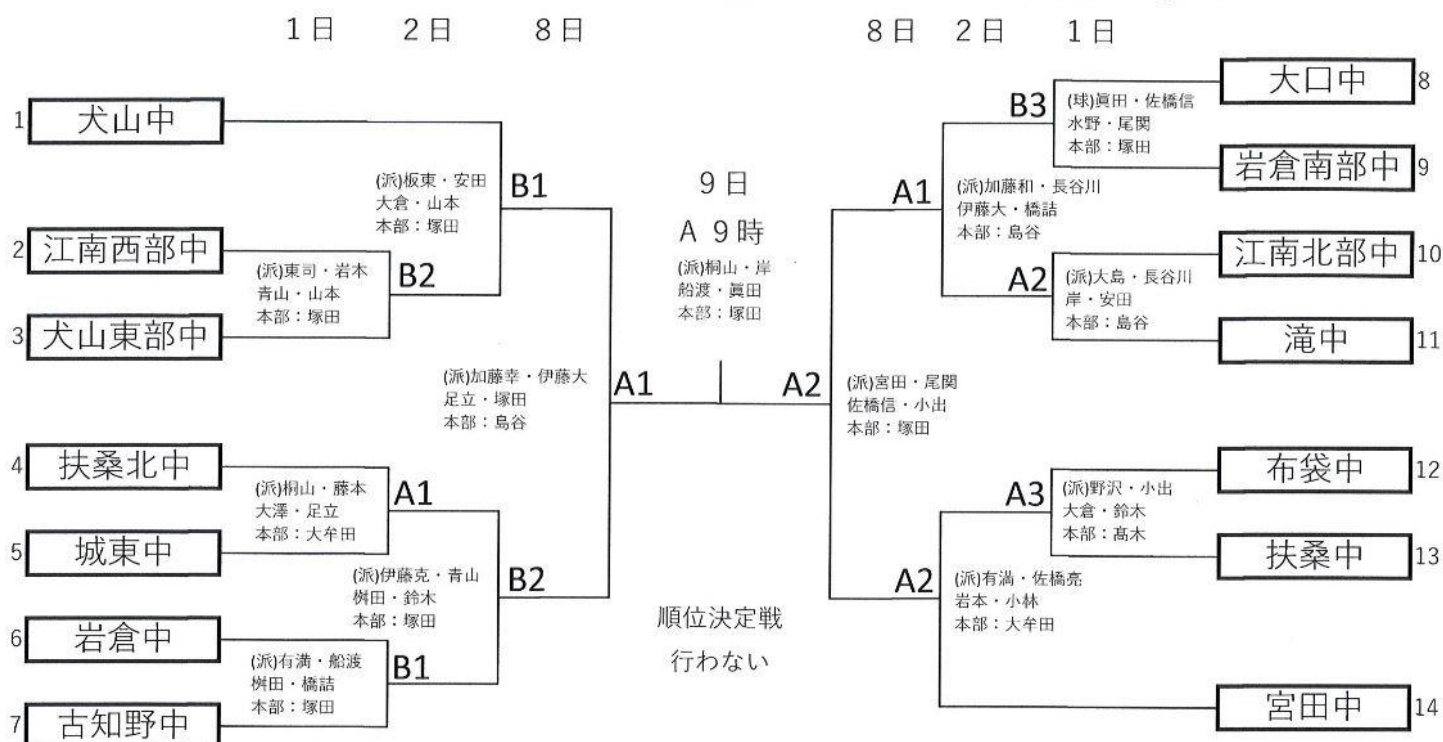 1日 2日 8日
8日 2日 1日
1 犬山中
2 江南西部中
3 犬山東部中
4 扶桑北中
5 城東中
6 岩倉中
7 古知野中
(派)板東・安田
大倉・山本
本部：塚田
B1
(派)東司・岩本
青山・山本
本部：塚田
B2
(派)加藤幸・伊藤大
足立・塚田
本部：島谷
A1
(派)桐山・藤本
大澤・足立
本部：大牟田
A1
(派)伊藤克・青山
桝田・鈴木
本部：塚田
B2
(派)有満・船渡
桝田・橋詰
本部：塚田
B1
9日
A 9時
(派)桐山・岸
船渡・眞田
本部：塚田
順位決定戦
行わない
大口中 8
岩倉南部中 9
江南北部中 10
滝中 11
布袋中 12
扶桑中 13
宮田中 14
B3
(球)眞田・佐橋信
水野・尾関
本部：塚田
A1
(派)加藤和・長谷川
伊藤大・橋詰
本部：島谷
A2
(派)大島・長谷川
岸・安田
本部：島谷
A2
(派)宮田・尾関
佐橋信・小出
本部：塚田
A3
(派)野沢・小出
大倉・鈴木
本部：髙木
A2
(派)有満・佐橋亮
岩本・小林
本部：大牟田